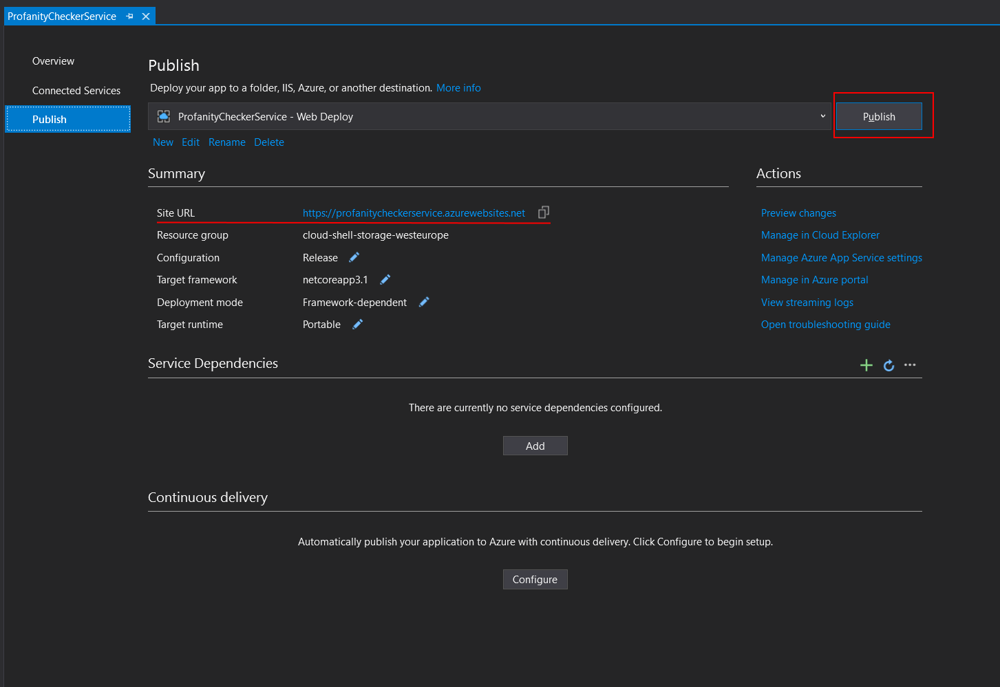 ProfanityCheckerService
Overview
Connected Services
Publish
Publish
Deploy your app to a folder, IIS, Azure, or another destination. More info
ProfanityCheckerService - Web Deploy
Publish
New Edit Rename Delete
Summary
Site URL https://profanitycheckerservice.azurewebsites.net
Resource group cloud-shell-storage-westeurope
Configuration Release
Target framework netcoreapp3.1
Deployment mode Framework-dependent
Target runtime Portable
Actions
Preview changes
Manage in Cloud Explorer
Manage Azure App Service settings
Manage in Azure portal
View streaming logs
Open troubleshooting guide
Service Dependencies
There are currently no service dependencies configured.
Add
Continuous delivery
Automatically publish your application to Azure with continuous delivery. Click Configure to begin setup.
Configure